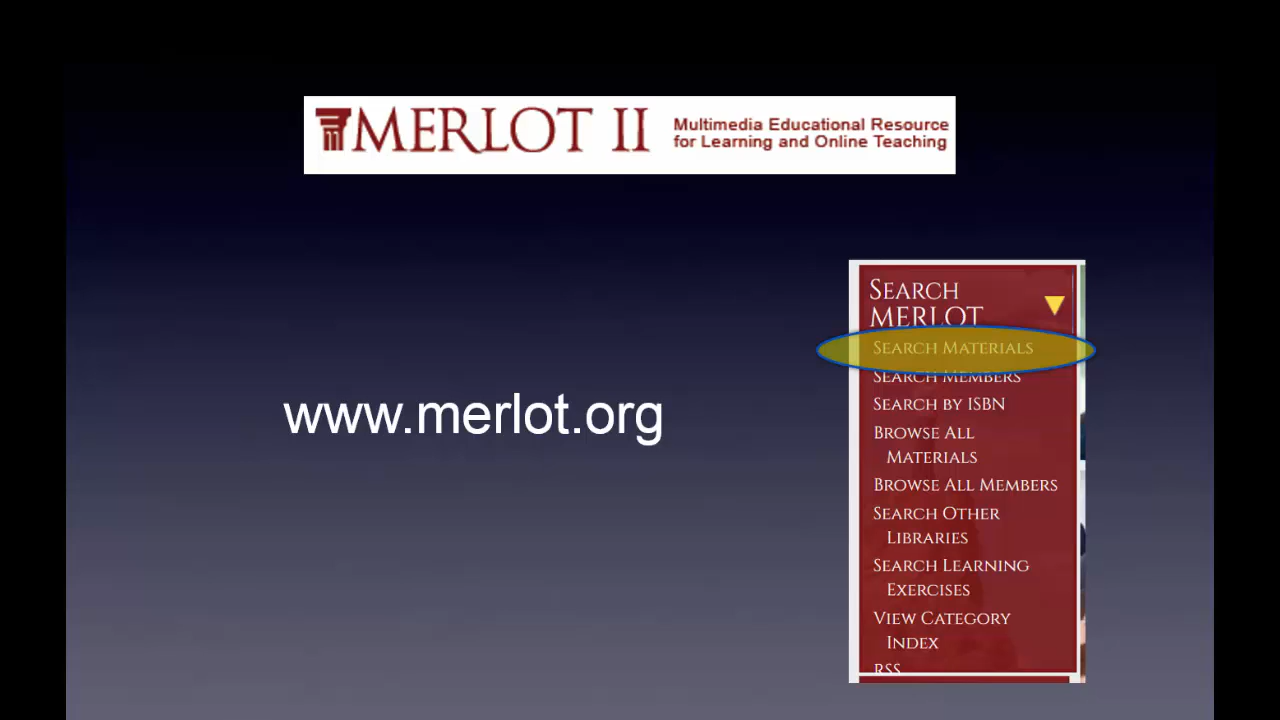 MERLOT II
Multimedia Educational Resource
for Learning and Online Teaching
www.merlot.org
SEARCH
MERLOT
SEARCH MATERIALS
SEARCH MEMBERS
SEARCH BY ISBN
BROWSE ALL
MATERIALS
BROWSE ALL MEMBERS
SEARCH OTHER
LIBRARIES
SEARCH LEARNING
EXERCISES
VIEW CATEGORY
INDEX
RSS